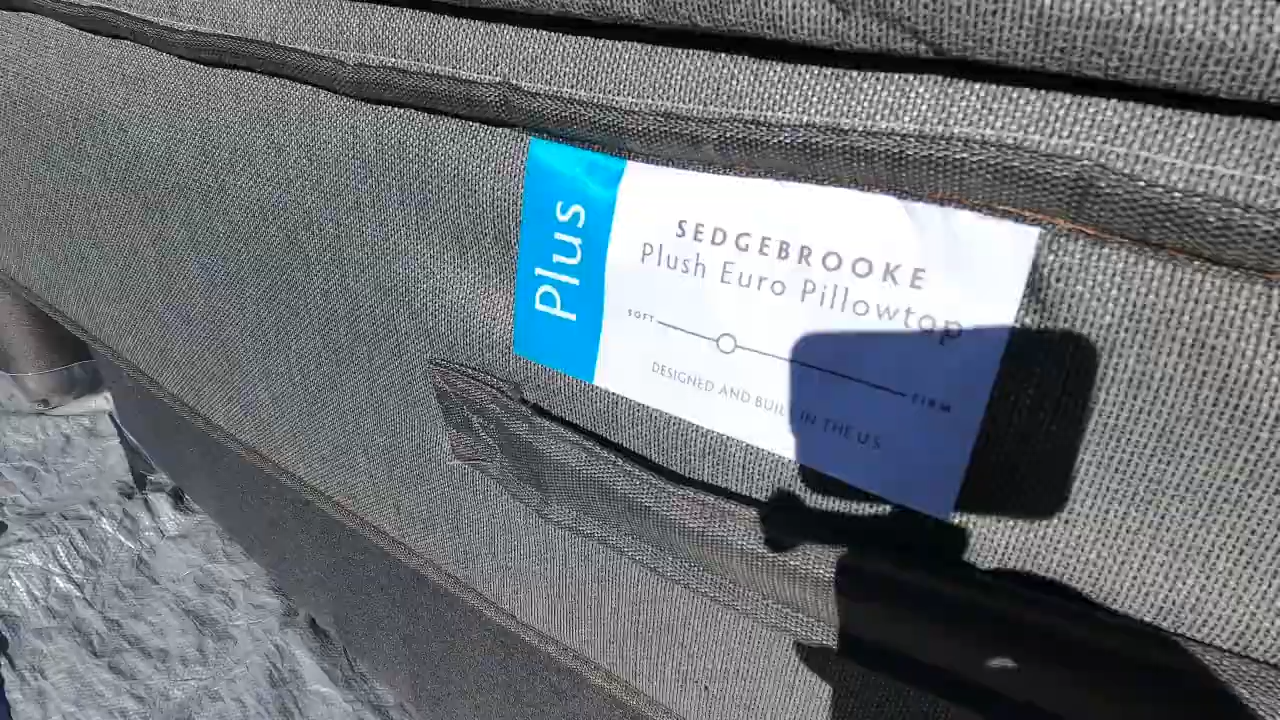 Plus
SEDGEBROOKE
Plush Euro Pillowtop
SOFT
FIRM
DESIGNED AND BUILT IN THE US